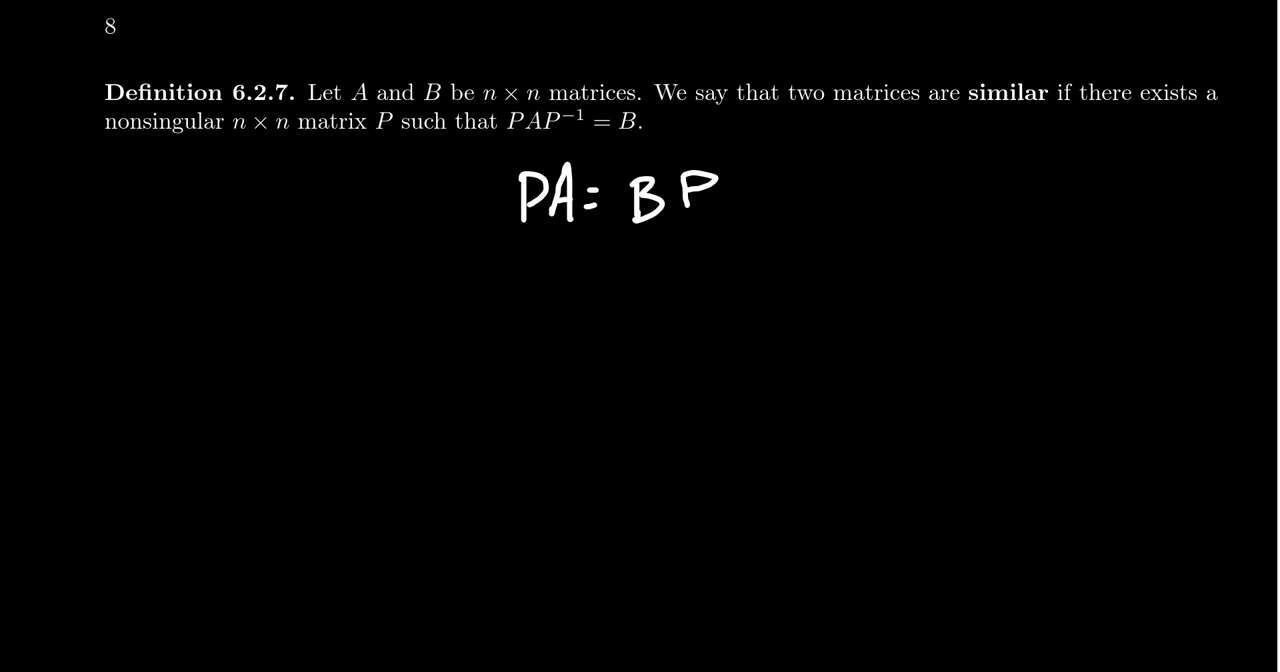 8
Definition 6.2.7. Let A and B be n × n matrices. We say that two matrices are similar if there exists a
nonsingular n × n matrix P such that PAP⁻¹ = B.
PA = BP